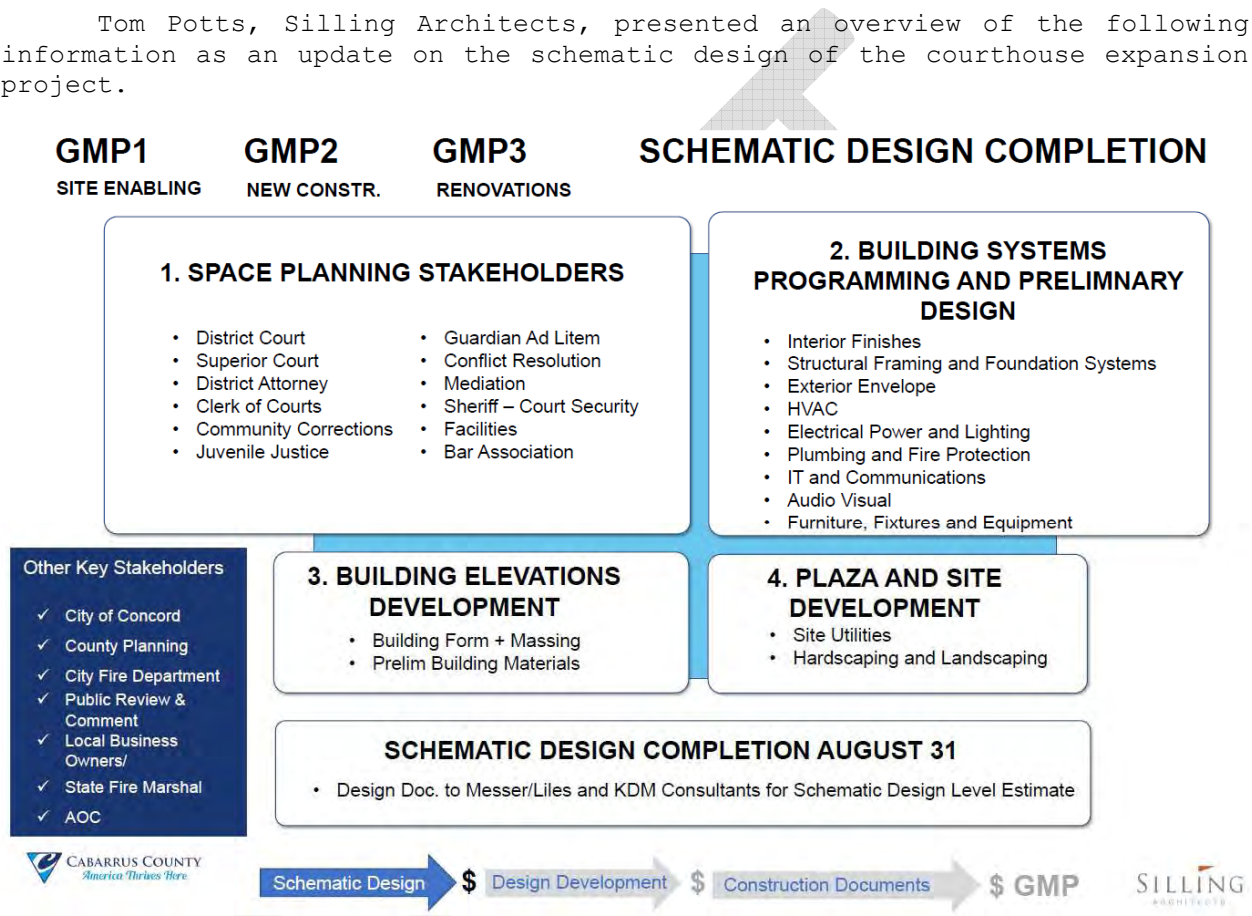 Tom Potts, Silling Architects, presented an overview of the following
information as an update on the schematic design of the courthouse expansion
project.
GMP1
SITE ENABLING
GMP2
NEW CONSTR.
GMP3
RENOVATIONS
SCHEMATIC DESIGN COMPLETION
1. SPACE PLANNING STAKEHOLDERS
• District Court
• Superior Court
• District Attorney
• Clerk of Courts
• Community Corrections
• Juvenile Justice
• Guardian Ad Litem
• Conflict Resolution
• Mediation
• Sheriff – Court Security
• Facilities
• Bar Association
2. BUILDING SYSTEMS
PROGRAMMING AND PRELIMNARY
DESIGN
• Interior Finishes
• Structural Framing and Foundation Systems
• Exterior Envelope
• HVAC
• Electrical Power and Lighting
• Plumbing and Fire Protection
• IT and Communications
• Audio Visual
• Furniture, Fixtures and Equipment
Other Key Stakeholders
✓ City of Concord
✓ County Planning
✓ City Fire Department
✓ Public Review &
Comment
✓ Local Business
Owners/
✓ State Fire Marshal
✓ AOC
3. BUILDING ELEVATIONS
DEVELOPMENT
• Building Form + Massing
• Prelim Building Materials
4. PLAZA AND SITE
DEVELOPMENT
• Site Utilities
• Hardscaping and Landscaping
SCHEMATIC DESIGN COMPLETION AUGUST 31
• Design Doc. to Messer/Liles and KDM Consultants for Schematic Design Level Estimate
CABARRUS COUNTY
America Thrives Here
Schematic Design $ Design Development $ Construction Documents $ GMP
SILLING
ARCHITECTS